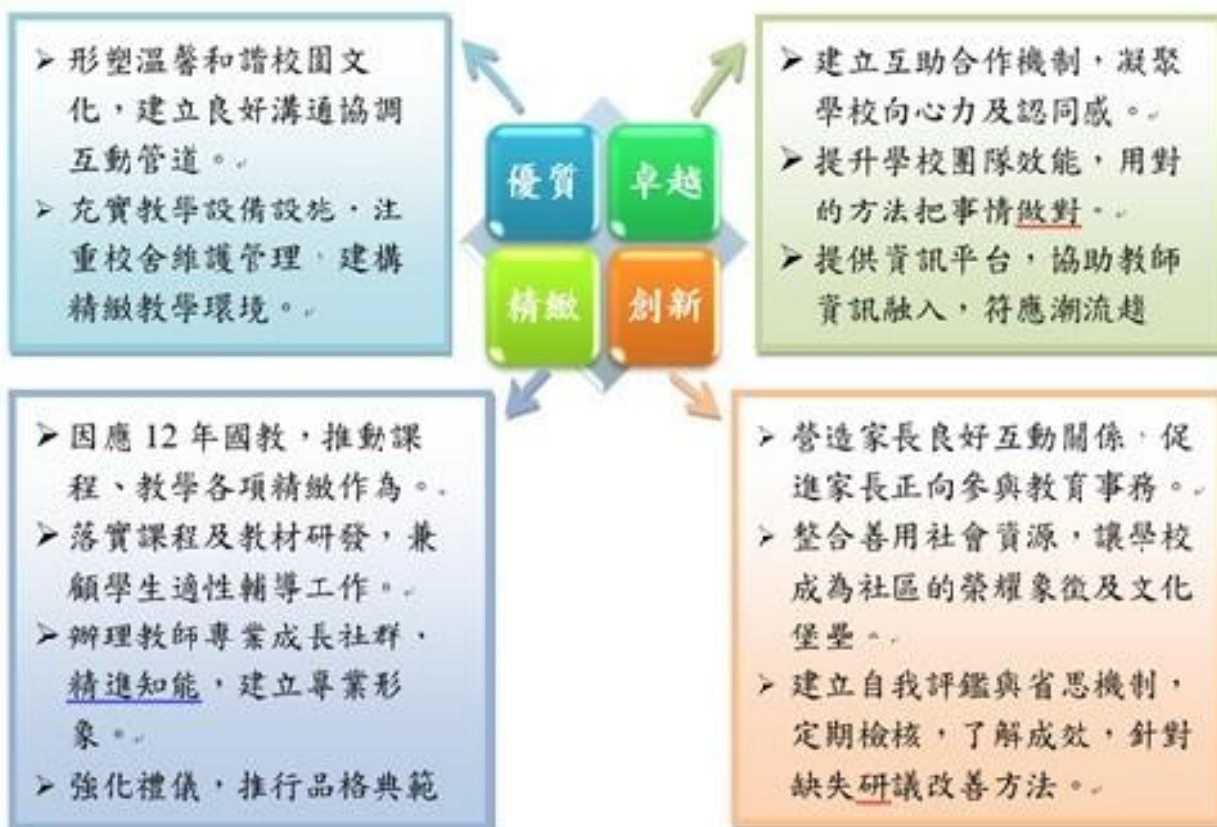 ➢ 形塑溫馨和諧校園文
化，建立良好溝通協調
互動管道。
➢ 充實教學設備設施，注
重校舍維護管理，建構
精緻教學環境。
優質
卓越
精緻
創新
➢ 建立互助合作機制，凝聚
學校向心力及認同感。
➢ 提升學校團隊效能，用對
的方法把事情做對。
➢ 提供資訊平台，協助教師
資訊融入，符應潮流趨
➢ 因應 12 年國教，推動課
程、教學各項精緻作為。
➢ 落實課程及教材研發，兼
顧學生適性輔導工作。
➢ 辦理教師專業成長社群，
精進知能，建立專業形
象。
➢ 強化禮儀，推行品格典範
➢ 營造家長良好互動關係，促
進家長正向參與教育事務。
➢ 整合善用社會資源，讓學校
成為社區的榮耀象徵及文化
堡壘。
➢ 建立自我評鑑與省思機制，
定期檢核，了解成效，針對
缺失研議改善方法。